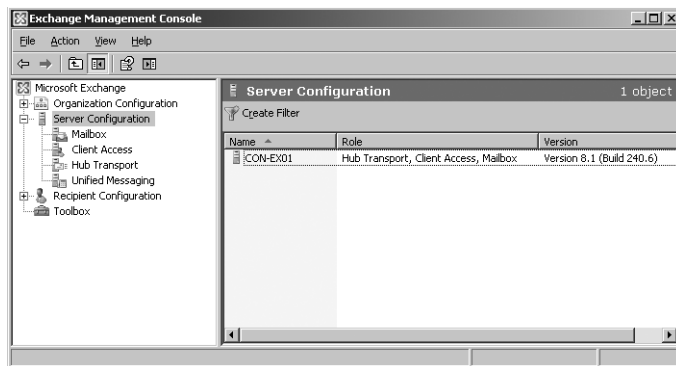 Exchange Management Console
File Action View Help
Microsoft Exchange
Organization Configuration
Server Configuration
Mailbox
Client Access
Hub Transport
Unified Messaging
Recipient Configuration
Toolbox
Server Configuration 1 object
Create Filter
Name Role Version
CON-EX01 Hub Transport, Client Access, Mailbox Version 8.1 (Build 240.6)